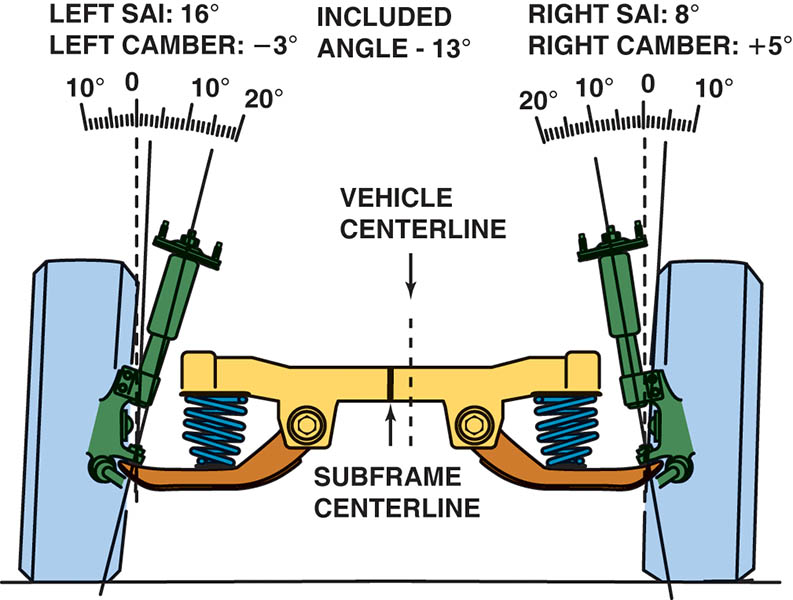 LEFT SAI: 16°
LEFT CAMBER: −3°
INCLUDED
ANGLE - 13°
RIGHT SAI: 8°
RIGHT CAMBER: +5°
10° 0 10° 20°
20° 10° 0 10°
VEHICLE
CENTERLINE
SUBFRAME
CENTERLINE